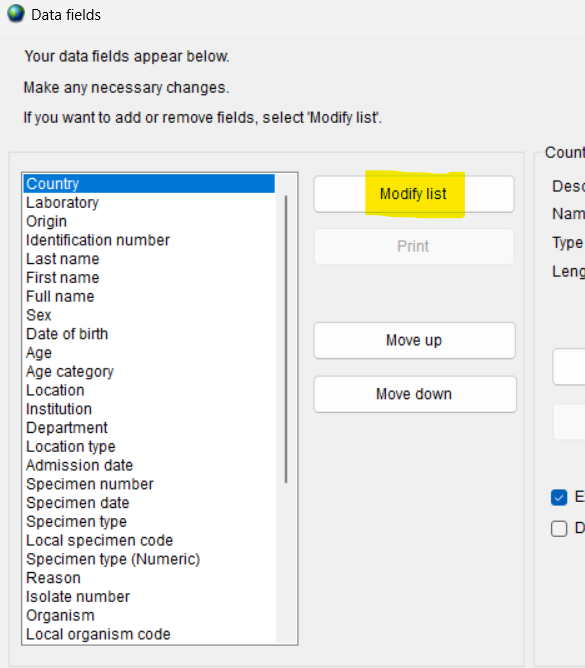 Data fields
Your data fields appear below.
Make any necessary changes.
If you want to add or remove fields, select 'Modify list'.
Country
Laboratory
Origin
Identification number
Last name
First name
Full name
Sex
Date of birth
Age
Age category
Location
Institution
Department
Location type
Admission date
Specimen number
Specimen date
Specimen type
Local specimen code
Specimen type (Numeric)
Reason
Isolate number
Organism
Local organism code
Modify list
Print
Move up
Move down
Count
Desc
Nam
Type
Leng
E
D